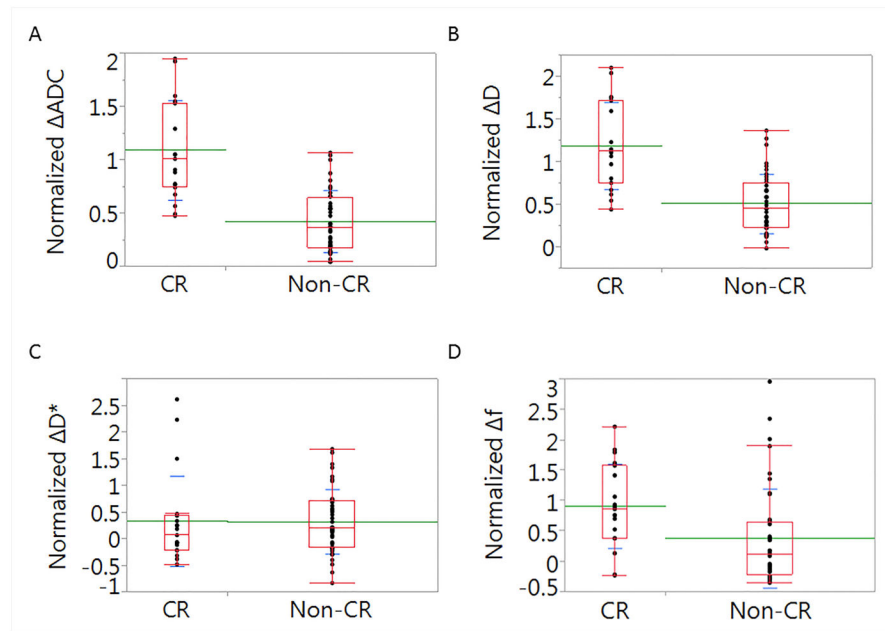 A
Normalized ΔADC
2
1.5
1
0.5
0
CR Non-CR
B
Normalized ΔD
2
1.5
1
0.5
0
CR Non-CR
C
Normalized ΔD*
2.5
2
1.5
1
0.5
0
-0.5
-1
CR Non-CR
D
Normalized Δf
3
2.5
2
1.5
1
0.5
0
-0.5
CR Non-CR